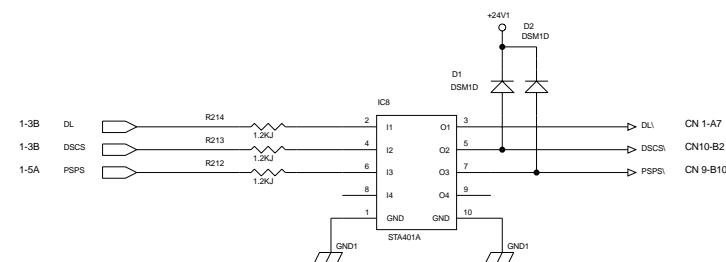 +24V1
D2
DSM1D
D1
DSM1D
IC8
1-3B DL R214 1.2KJ 2 I1 O1 3 DL\ CN 1-A7
1-3B DSCS R213 1.2KJ 4 I2 O2 5 DSCS\ CN10-B2
1-5A PSPS R212 1.2KJ 6 I3 O3 7 PSPS\ CN 9-B10
8 I4 O4 9
1 GND GND 10
STA401A
GND1 GND1